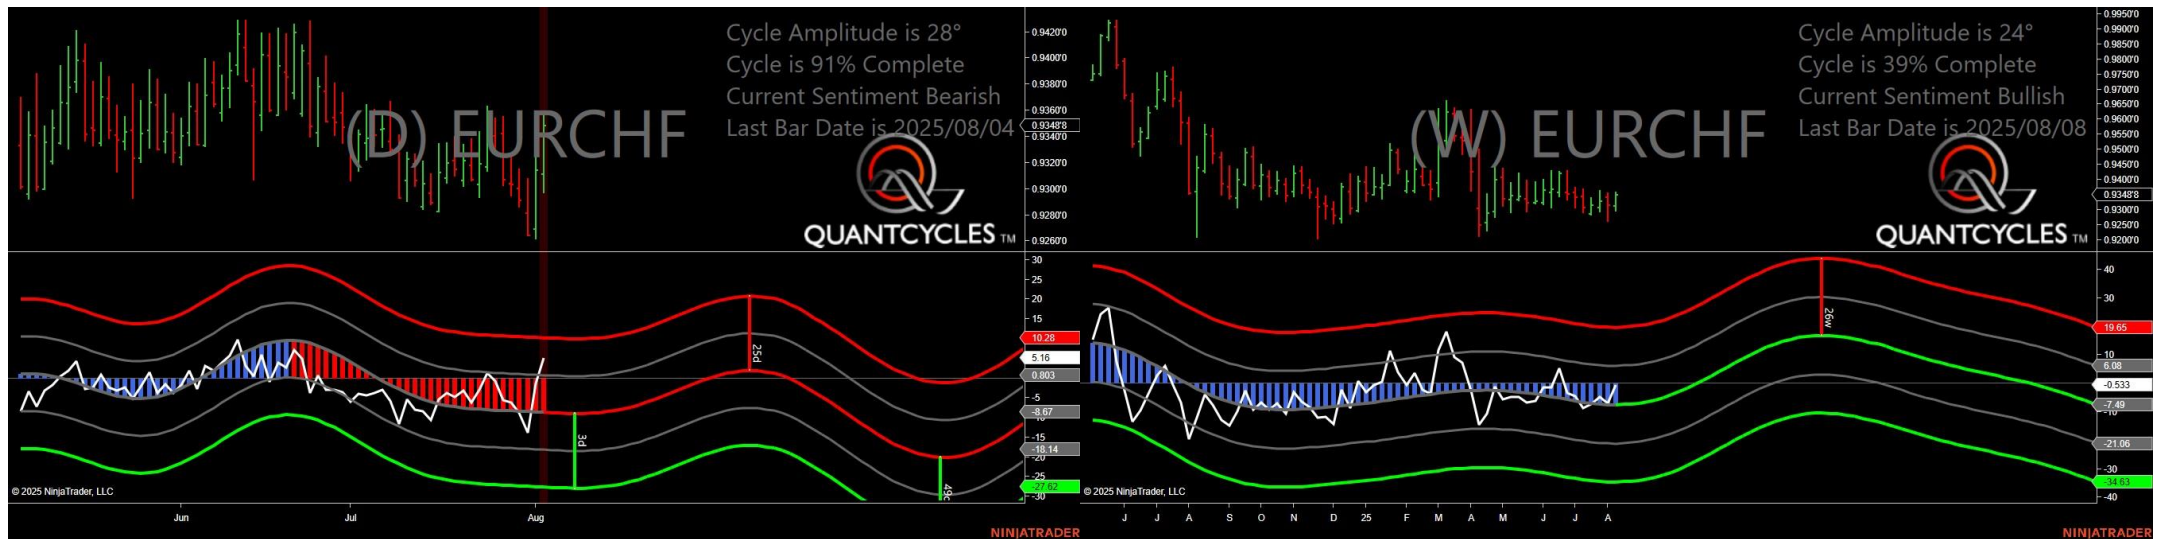 Cycle Amplitude is 28°
Cycle is 91% Complete
Current Sentiment Bearish
Last Bar Date is 2025/08/04
(D) EURCHF
QUANTCYCLES TM
0.9420'0
0.9400'0
0.9380'0
0.9360'0
0.9348'8
0.9340'0
0.9320'0
0.9300'0
0.9280'0
0.9260'0
30
25
20
15
10.28
5.16
0.803
-5
-8.67
-15
-18.14
-20
-25
-27.62
-30
3d
25d
© 2025 NinjaTrader, LLC
Jun
Jul
Aug
NINJATRADER
Cycle Amplitude is 24°
Cycle is 39% Complete
Current Sentiment Bullish
Last Bar Date is 2025/08/08
(W) EURCHF
QUANTCYCLES TM
0.9950'0
0.9900'0
0.9850'0
0.9800'0
0.9750'0
0.9700'0
0.9650'0
0.9600'0
0.9550'0
0.9500'0
0.9450'0
0.9400'0
0.9348'8
0.9300'0
0.9250'0
0.9200'0
40
30
19.65
10
6.08
-0.533
-7.49
-10
-21.06
-30
-34.63
-40
26w
© 2025 NinjaTrader, LLC
J J A S O N D 25 F M A M J J A
NINJATRADER